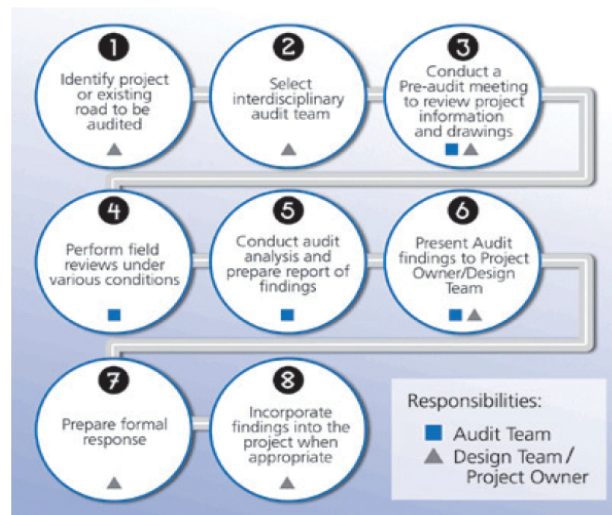 1
Identify project
or existing
road to be
audited
2
Select
interdisciplinary
audit team
3
Conduct a
Pre-audit meeting
to review project
information
and drawings
4
Perform field
reviews under
various conditions
5
Conduct audit
analysis and
prepare report of
findings
6
Present Audit
findings to Project
Owner/Design
Team
7
Prepare formal
response
8
Incorporate
findings into the
project when
appropriate
Responsibilities:
Audit Team
Design Team /
Project Owner